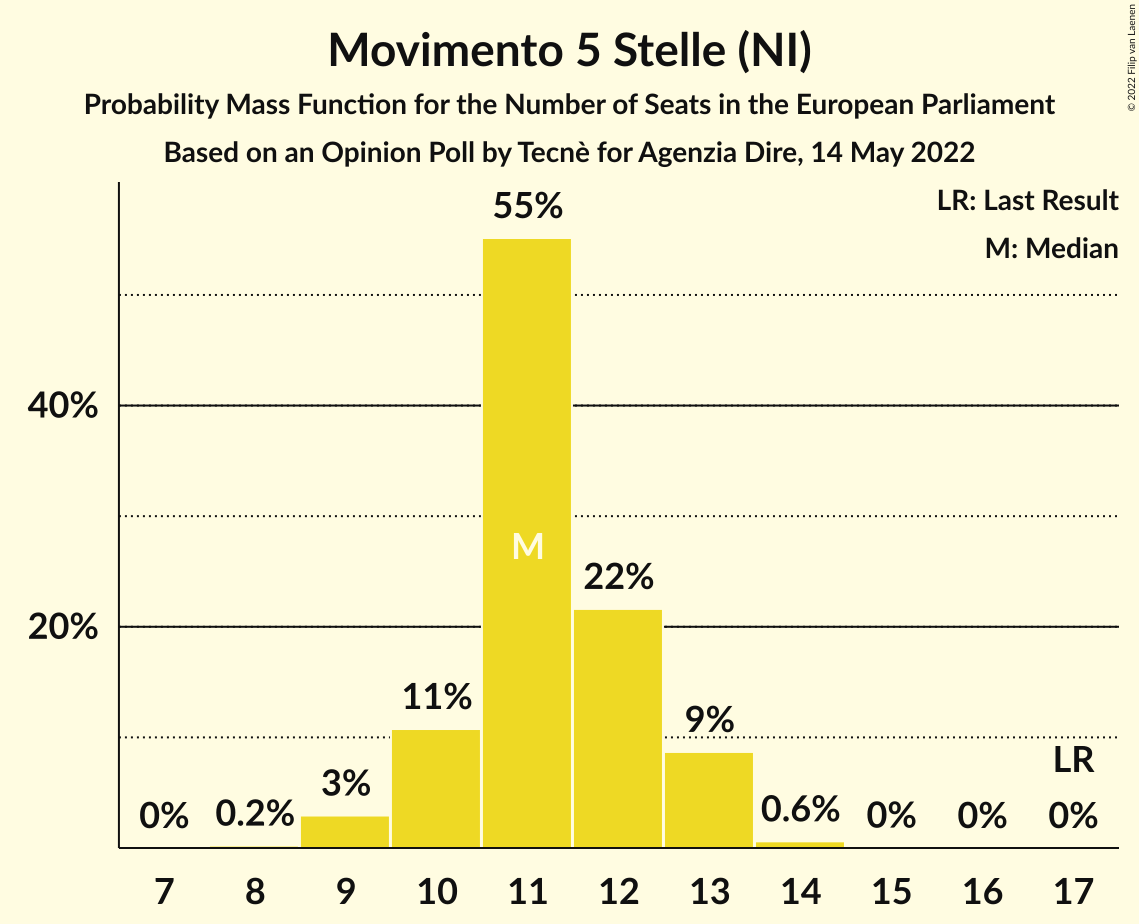 Movimento 5 Stelle (NI)
Probability Mass Function for the Number of Seats in the European Parliament
Based on an Opinion Poll by Tecnè for Agenzia Dire, 14 May 2022
© 2022 Filip van Laenen
LR: Last Result
M: Median
55%
40%
M
22%
20%
11%
9%
LR
3%
0% 0.2% 0.6% 0% 0% 0%
7 8 9 10 11 12 13 14 15 16 17